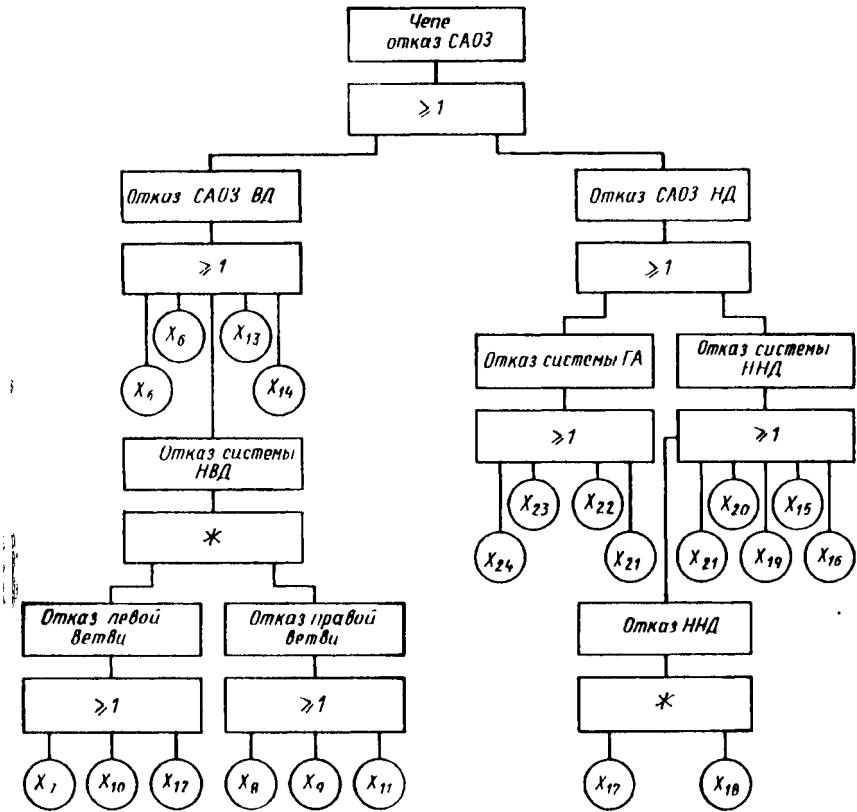 Чепе
отказ САОЗ
⩾1
Отказ САОЗ ВД
Отказ САОЗ НД
⩾1
⩾1
X6
X13
X14
Отказ системы ГА
Отказ системы
ННД
⩾1
⩾1
Отказ системы
НВД
*
X23
X22
X20
X15
X24
X21
X21
X19
X16
Отказ левой
ветви
Отказ правой
ветви
Отказ ННД
⩾1
⩾1
*
X7
X10
X12
X8
X9
X11
X17
X18